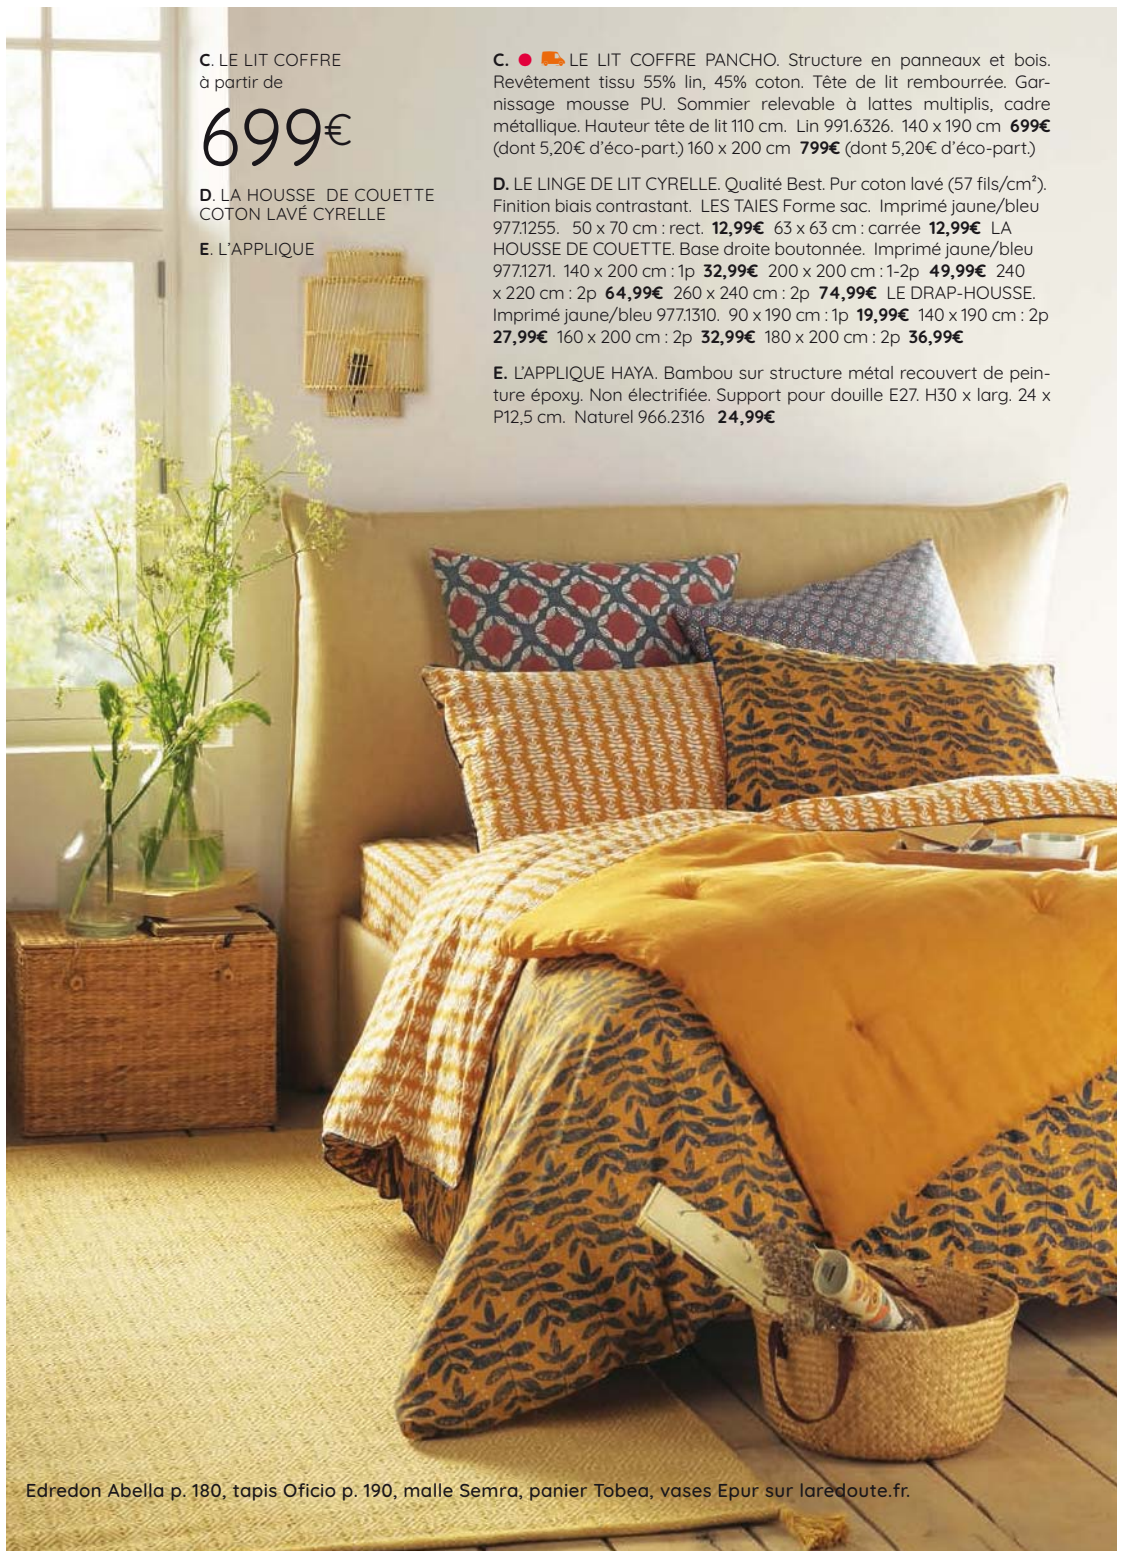 C. LE LIT COFFRE
à partir de
699€
D. LA HOUSSE DE COUETTE
COTON LAVÉ CYRELLE
E. L'APPLIQUE
C. LE LIT COFFRE PANCHO. Structure en panneaux et bois.
Revêtement tissu 55% lin, 45% coton. Tête de lit rembourrée. Gar-
nissage mousse PU. Sommier relevable à lattes multiplis, cadre
métallique. Hauteur tête de lit 110 cm. Lin 991.6326. 140 x 190 cm 699€
(dont 5,20€ d'éco-part.) 160 x 200 cm 799€ (dont 5,20€ d'éco-part.)
D. LE LINGE DE LIT CYRELLE. Qualité Best. Pur coton lavé (57 fils/cm²).
Finition biais contrastant. LES TAIES Forme sac. Imprimé jaune/bleu
977.1255. 50 x 70 cm : rect. 12,99€ 63 x 63 cm : carrée 12,99€ LA
HOUSSE DE COUETTE. Base droite boutonnée. Imprimé jaune/bleu
977.1271. 140 x 200 cm : 1p 32,99€ 200 x 200 cm : 1-2p 49,99€ 240
x 220 cm : 2p 64,99€ 260 x 240 cm : 2p 74,99€ LE DRAP-HOUSSE.
Imprimé jaune/bleu 977.1310. 90 x 190 cm : 1p 19,99€ 140 x 190 cm : 2p
27,99€ 160 x 200 cm : 2p 32,99€ 180 x 200 cm : 2p 36,99€
E. L'APPLIQUE HAYA. Bambou sur structure métal recouvert de pein-
ture époxy. Non électrifiée. Support pour douille E27. H30 x larg. 24 x
P12,5 cm. Naturel 966.2316 24,99€
Edredon Abella p. 180, tapis Oficio p. 190, malle Semra, panier Tobea, vases Epur sur laredoute.fr.